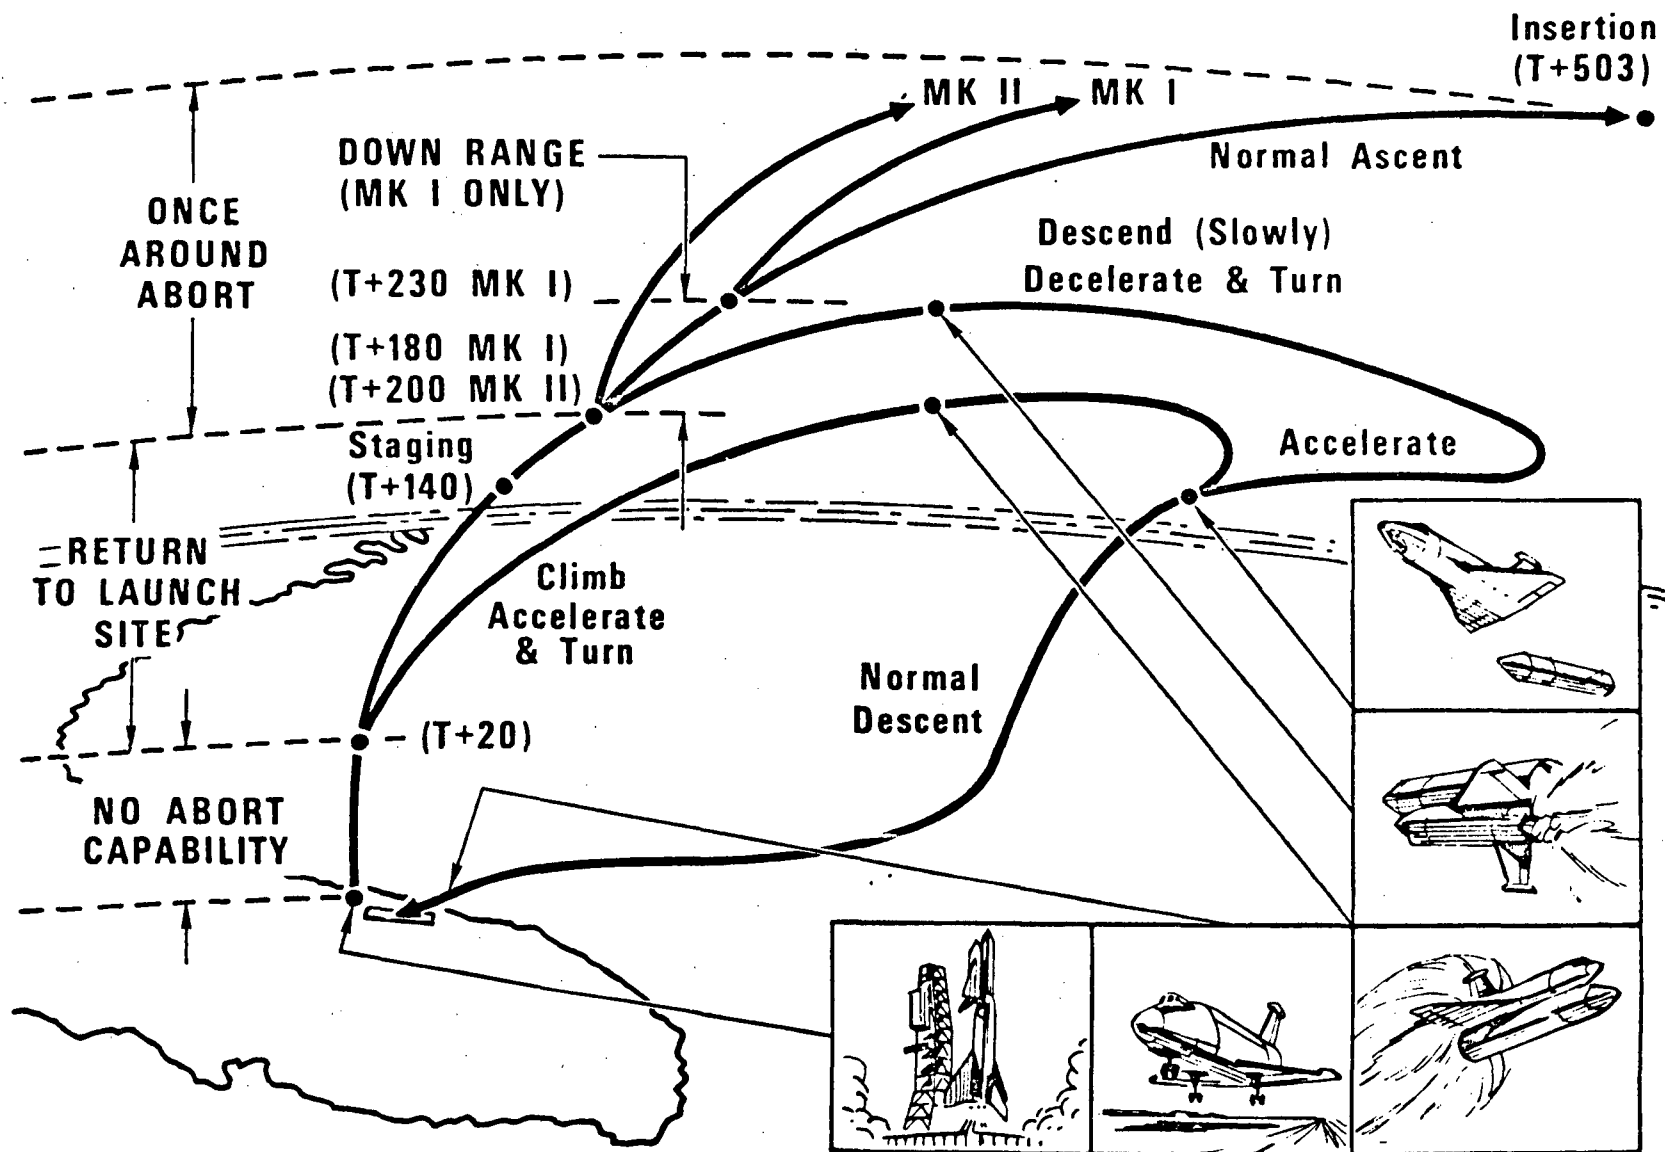 Insertion
(T+503)
MK II
MK I
DOWN RANGE
(MK I ONLY)
Normal Ascent
ONCE
AROUND
ABORT
Descend (Slowly)
Decelerate & Turn
(T+230 MK I)
(T+180 MK I)
(T+200 MK II)
Staging
(T+140)
Accelerate
RETURN
TO LAUNCH
SITE
Climb
Accelerate
& Turn
Normal
Descent
(T+20)
NO ABORT
CAPABILITY